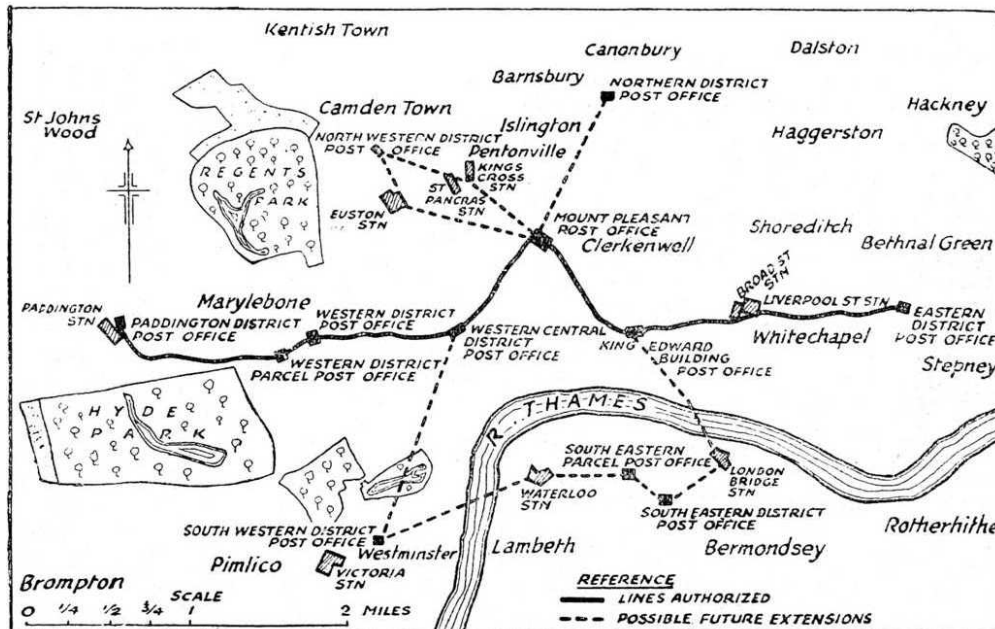 Kentish Town
Canonbury
Dalston
Barnsbury
NORTHERN DISTRICT
POST OFFICE
St Johns
Wood
Camden Town
Islington
Hackney
Haggerston
NORTH WESTERN DISTRICT
POST OFFICE
Pentonville
KINGS
CROSS
STN
ST
PANCRAS
STN
REGENTS
PARK
EUSTON
STN
MOUNT PLEASANT
POST OFFICE
Clerkenwell
Shoreditch
Bethnal Green
BROAD ST
STN
LIVERPOOL ST STN
PADDINGTON
STN
Marylebone
PADDINGTON DISTRICT
POST OFFICE
WESTERN DISTRICT
POST OFFICE
WESTERN DISTRICT
PARCEL POST OFFICE
WESTERN CENTRAL
DISTRICT
POST OFFICE
KING EDWARD
BUILDING
POST OFFICE
Whitechapel
EASTERN
DISTRICT
POST OFFICE
Stepney
HYDE
PARK
R THAMES
SOUTH EASTERN
PARCEL POST OFFICE
LONDON
BRIDGE
STN
WATERLOO
STN
SOUTH EASTERN DISTRICT
POST OFFICE
SOUTH WESTERN DISTRICT
POST OFFICE
Westminster
Lambeth
Bermondsey
Rotherhithe
Pimlico
VICTORIA
STN
Brompton
SCALE
0 1/4 1/2 3/4 1 2 MILES
REFERENCE
LINES AUTHORIZED
POSSIBLE FUTURE EXTENSIONS